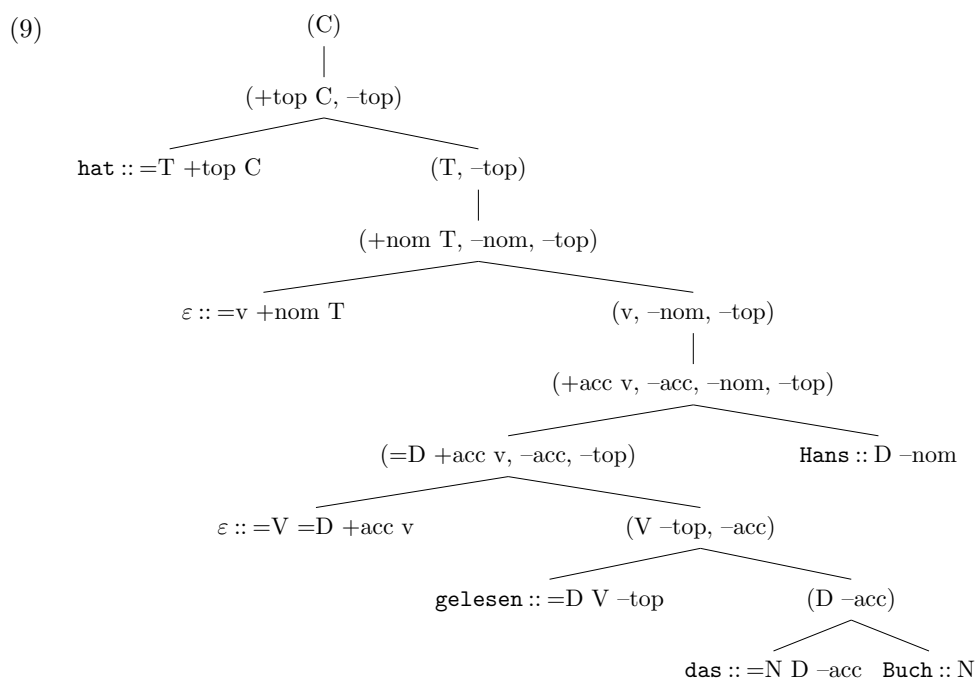 (9) (C)
(+top C, –top)
hat :: =T +top C (T, –top)
(+nom T, –nom, –top)
ε :: =v +nom T (v, –nom, –top)
(+acc v, –acc, –nom, –top)
(=D +acc v, –acc, –top) Hans :: D –nom
ε :: =V =D +acc v (V –top, –acc)
gelesen :: =D V –top (D –acc)
das :: =N D –acc Buch :: N